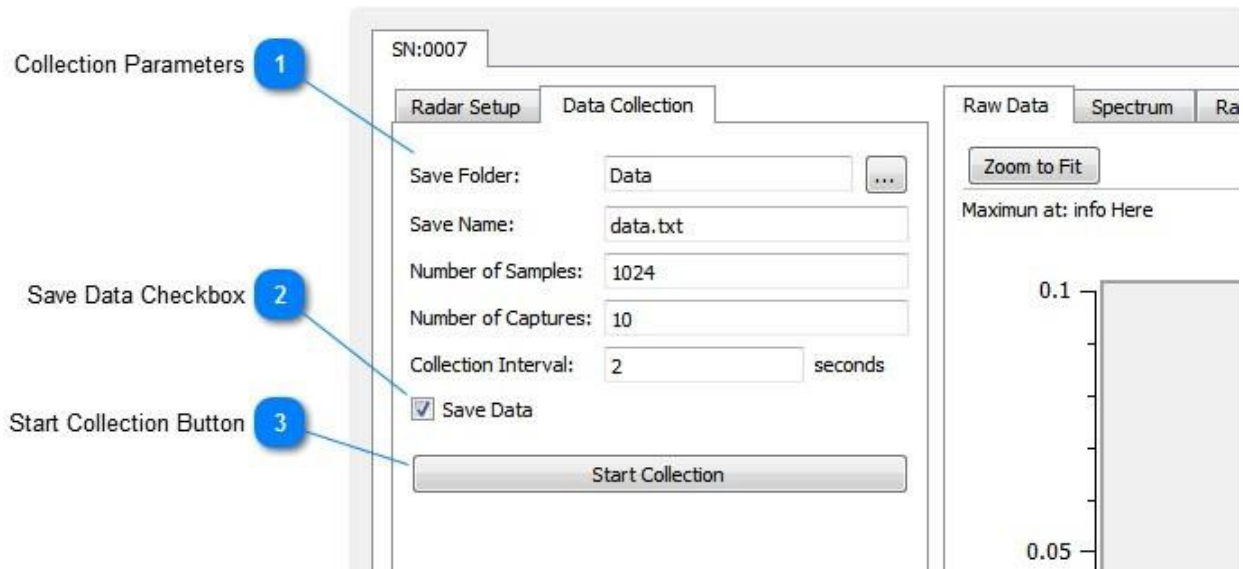 Collection Parameters 1
Save Data Checkbox 2
Start Collection Button 3
SN:0007
Radar Setup Data Collection
Save Folder: Data ...
Save Name: data.txt
Number of Samples: 1024
Number of Captures: 10
Collection Interval: 2 seconds
Save Data
Start Collection
Raw Data Spectrum Ra
Zoom to Fit
Maximun at: info Here
0.1
0.05